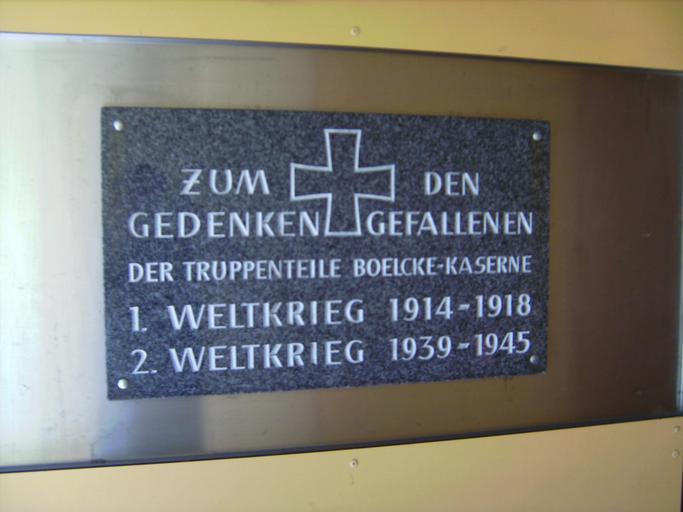 ZUM DEN
GEDENKEN GEFALLENEN
DER TRUPPENTEILE BOELCKE-KASERNE
1. WELTKRIEG 1914-1918
2. WELTKRIEG 1939-1945